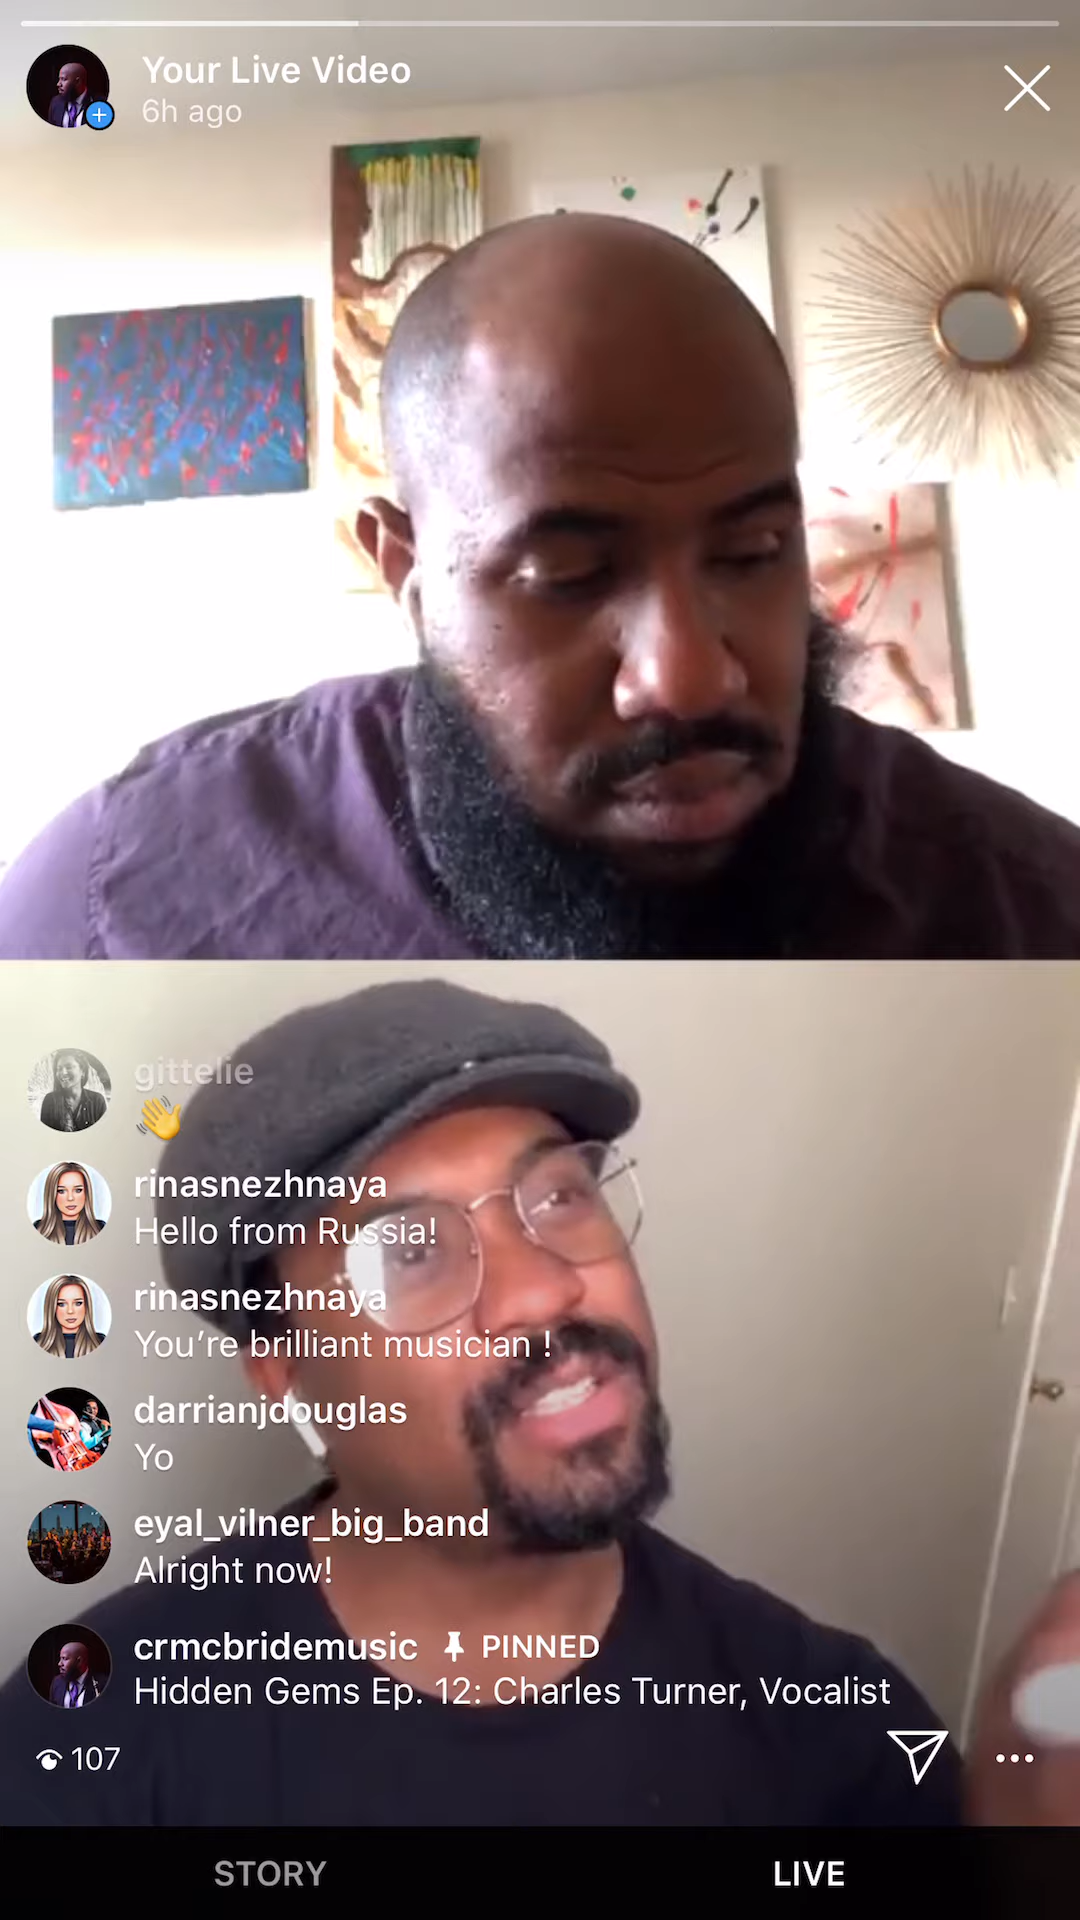 Your Live Video
6h ago
gittelie
👋
rinasnezhnaya
Hello from Russia!
rinasnezhnaya
You’re brilliant musician !
darrianjdouglas
Yo
eyal_vilner_big_band
Alright now!
crmcbridemusic PINNED
Hidden Gems Ep. 12: Charles Turner, Vocalist
107
STORY LIVE